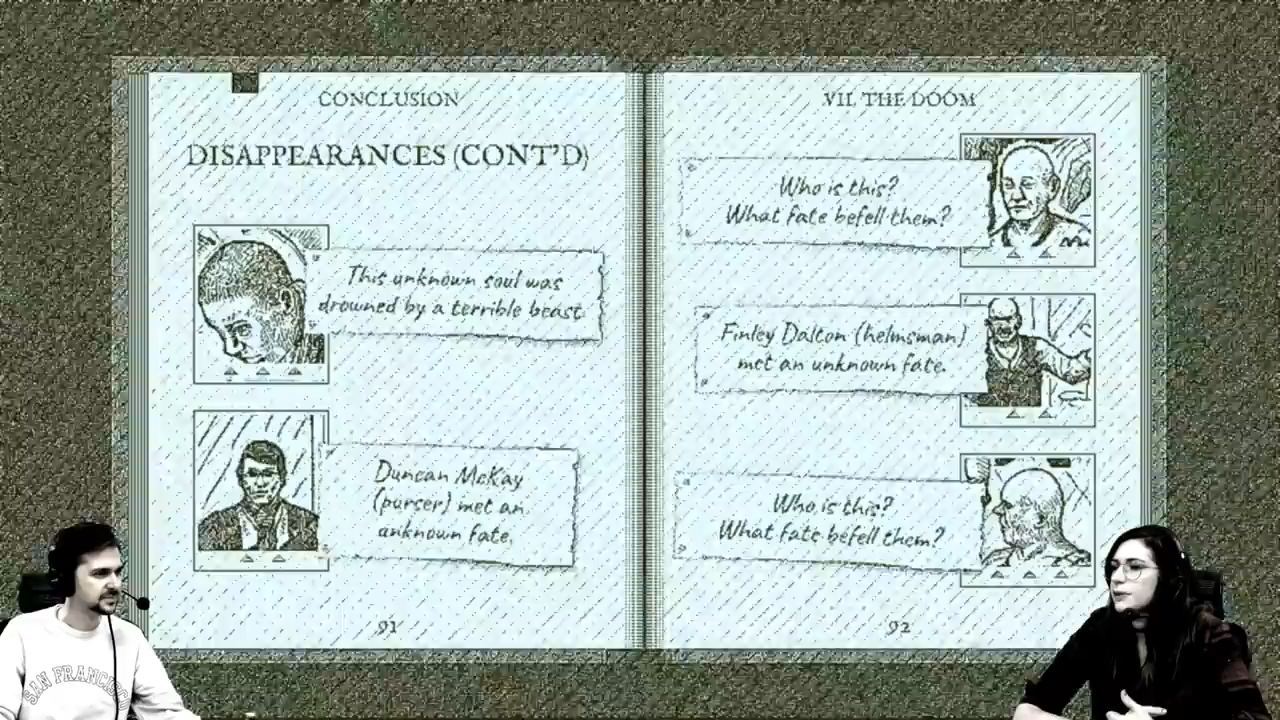 CONCLUSION
DISAPPEARANCES (CONT'D)
This unknown soul was
drowned by a terrible beast.
Duncan McKay
(purser) met an
unknown fate.
91
VII. THE DOOM
Who is this?
What fate befell them?
Finley Dalton (helmsman)
met an unknown fate.
Who is this?
What fate befell them?
92
SAN FRANCISCO